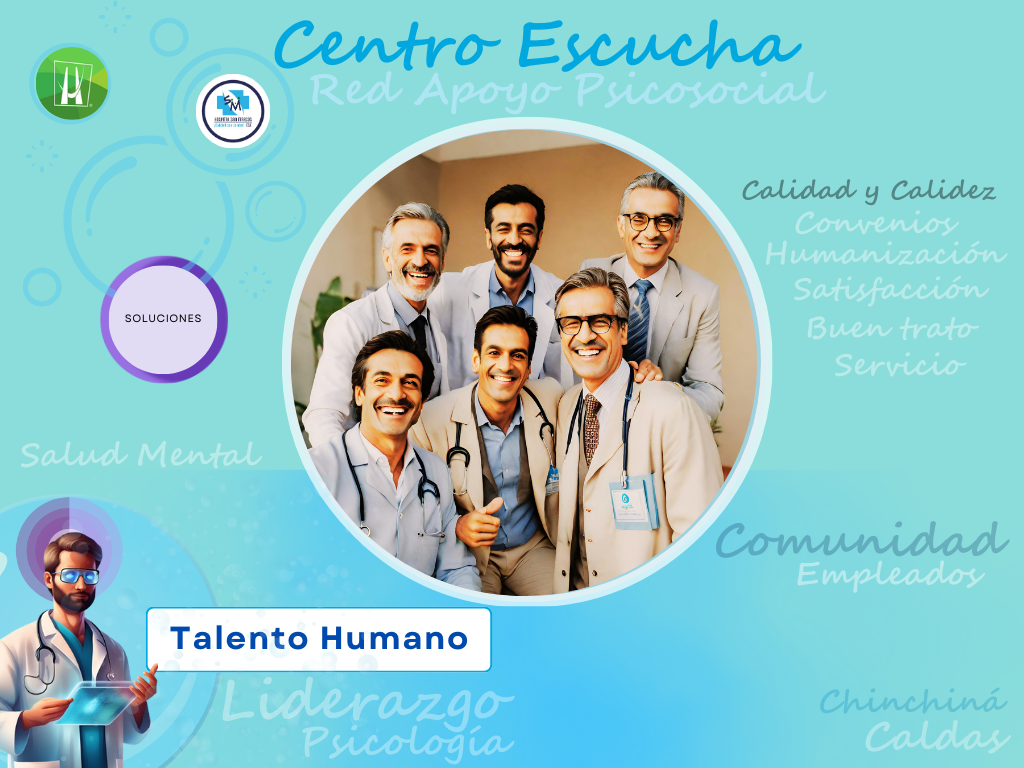 Centro Escucha
Red Apoyo Psicosocial
SM
Calidad y Calidez
Convenios
Humanización
Satisfacción
Buen trato
Servicio
SOLUCIONES
Salud Mental
Comunidad
Empleados
Talento Humano
Liderazgo
Psicología
Chinchiná
Caldas